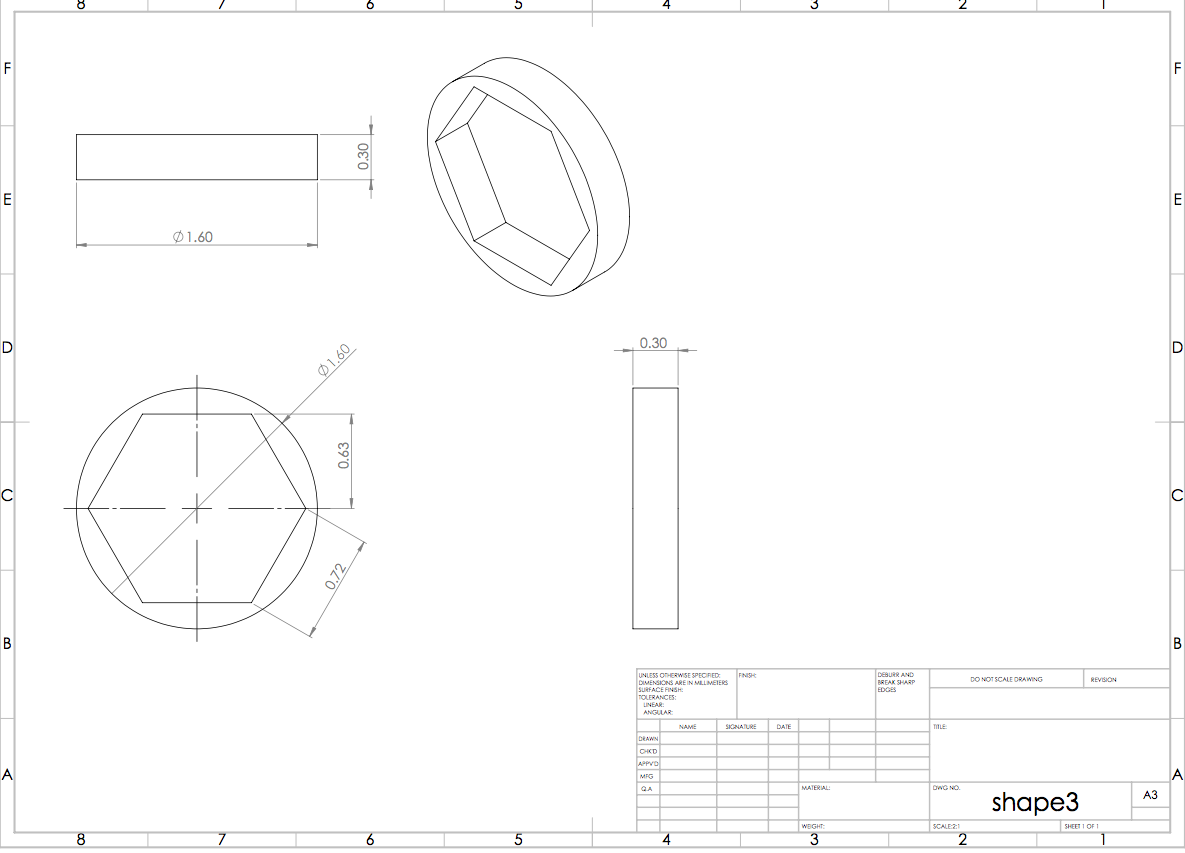 8 7 6 5 4 3 2 1
F F
0.30
E E
⌀1.60
D D
0.30
⌀1.60
0.63
C C
0.72
B B
UNLESS OTHERWISE SPECIFIED:
DIMENSIONS ARE IN MILLIMETERS
SURFACE FINISH:
TOLERANCES:
LINEAR:
ANGULAR:
FINISH:
DEBURR AND
BREAK SHARP
EDGES
DO NOT SCALE DRAWING
REVISION
NAME SIGNATURE DATE
TITLE:
DRAWN
CHK'D
APPV'D
MFG
Q.A
MATERIAL:
DWG NO.
shape3
A3
WEIGHT:
SCALE:2:1
SHEET 1 OF 1
A A
8 7 6 5 4 3 2 1